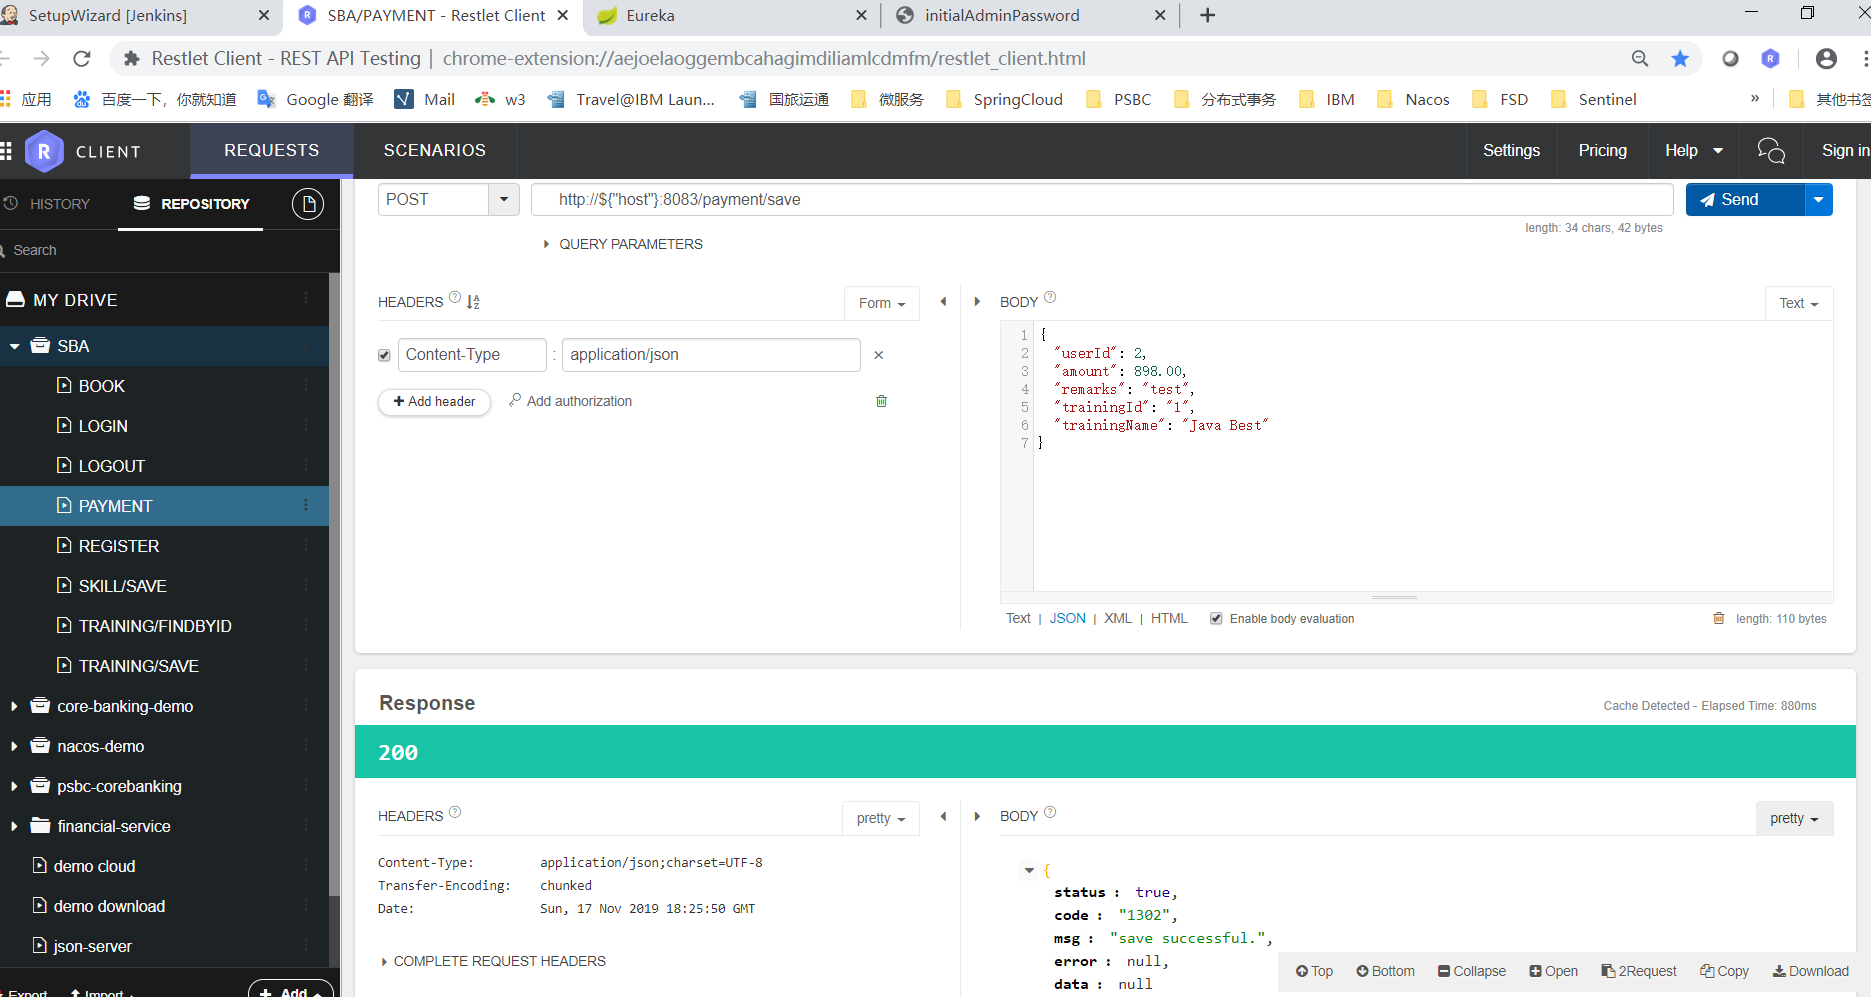 SetupWizard [Jenkins]
SBA/PAYMENT - Restlet Client
Eureka
initialAdminPassword
Restlet Client - REST API Testing | chrome-extension://aejoelaoggembcahagimdiliamlcdmfm/restlet_client.html
应用
百度一下，你就知道
Google 翻译
Mail
w3
Travel@IBM Laun...
国旅运通
微服务
SpringCloud
PSBC
分布式事务
IBM
Nacos
FSD
Sentinel
»
其他书签
R CLIENT
REQUESTS
SCENARIOS
Settings
Pricing
Help
Sign in
HISTORY
REPOSITORY
Search
MY DRIVE
SBA
BOOK
LOGIN
LOGOUT
PAYMENT
REGISTER
SKILL/SAVE
TRAINING/FINDBYID
TRAINING/SAVE
core-banking-demo
nacos-demo
psbc-corebanking
financial-service
demo cloud
demo download
json-server
Export
Import
Add
POST
http://${"host"}:8083/payment/save
Send
length: 34 chars, 42 bytes
QUERY PARAMETERS
HEADERS ?
Form
Content-Type : application/json
Add header
Add authorization
BODY ?
Text
1 {
2 "userId": 2,
3 "amount": 898.00,
4 "remarks": "test",
5 "trainingId": "1",
6 "trainingName": "Java Best"
7 }
Text | JSON | XML | HTML
Enable body evaluation
length: 110 bytes
Response
Cache Detected - Elapsed Time: 880ms
200
HEADERS ?
pretty
Content-Type: application/json;charset=UTF-8
Transfer-Encoding: chunked
Date: Sun, 17 Nov 2019 18:25:50 GMT
COMPLETE REQUEST HEADERS
BODY ?
pretty
{
status : true,
code : "1302",
msg : "save successful.",
error : null,
data : null
Top
Bottom
Collapse
Open
2Request
Copy
Download